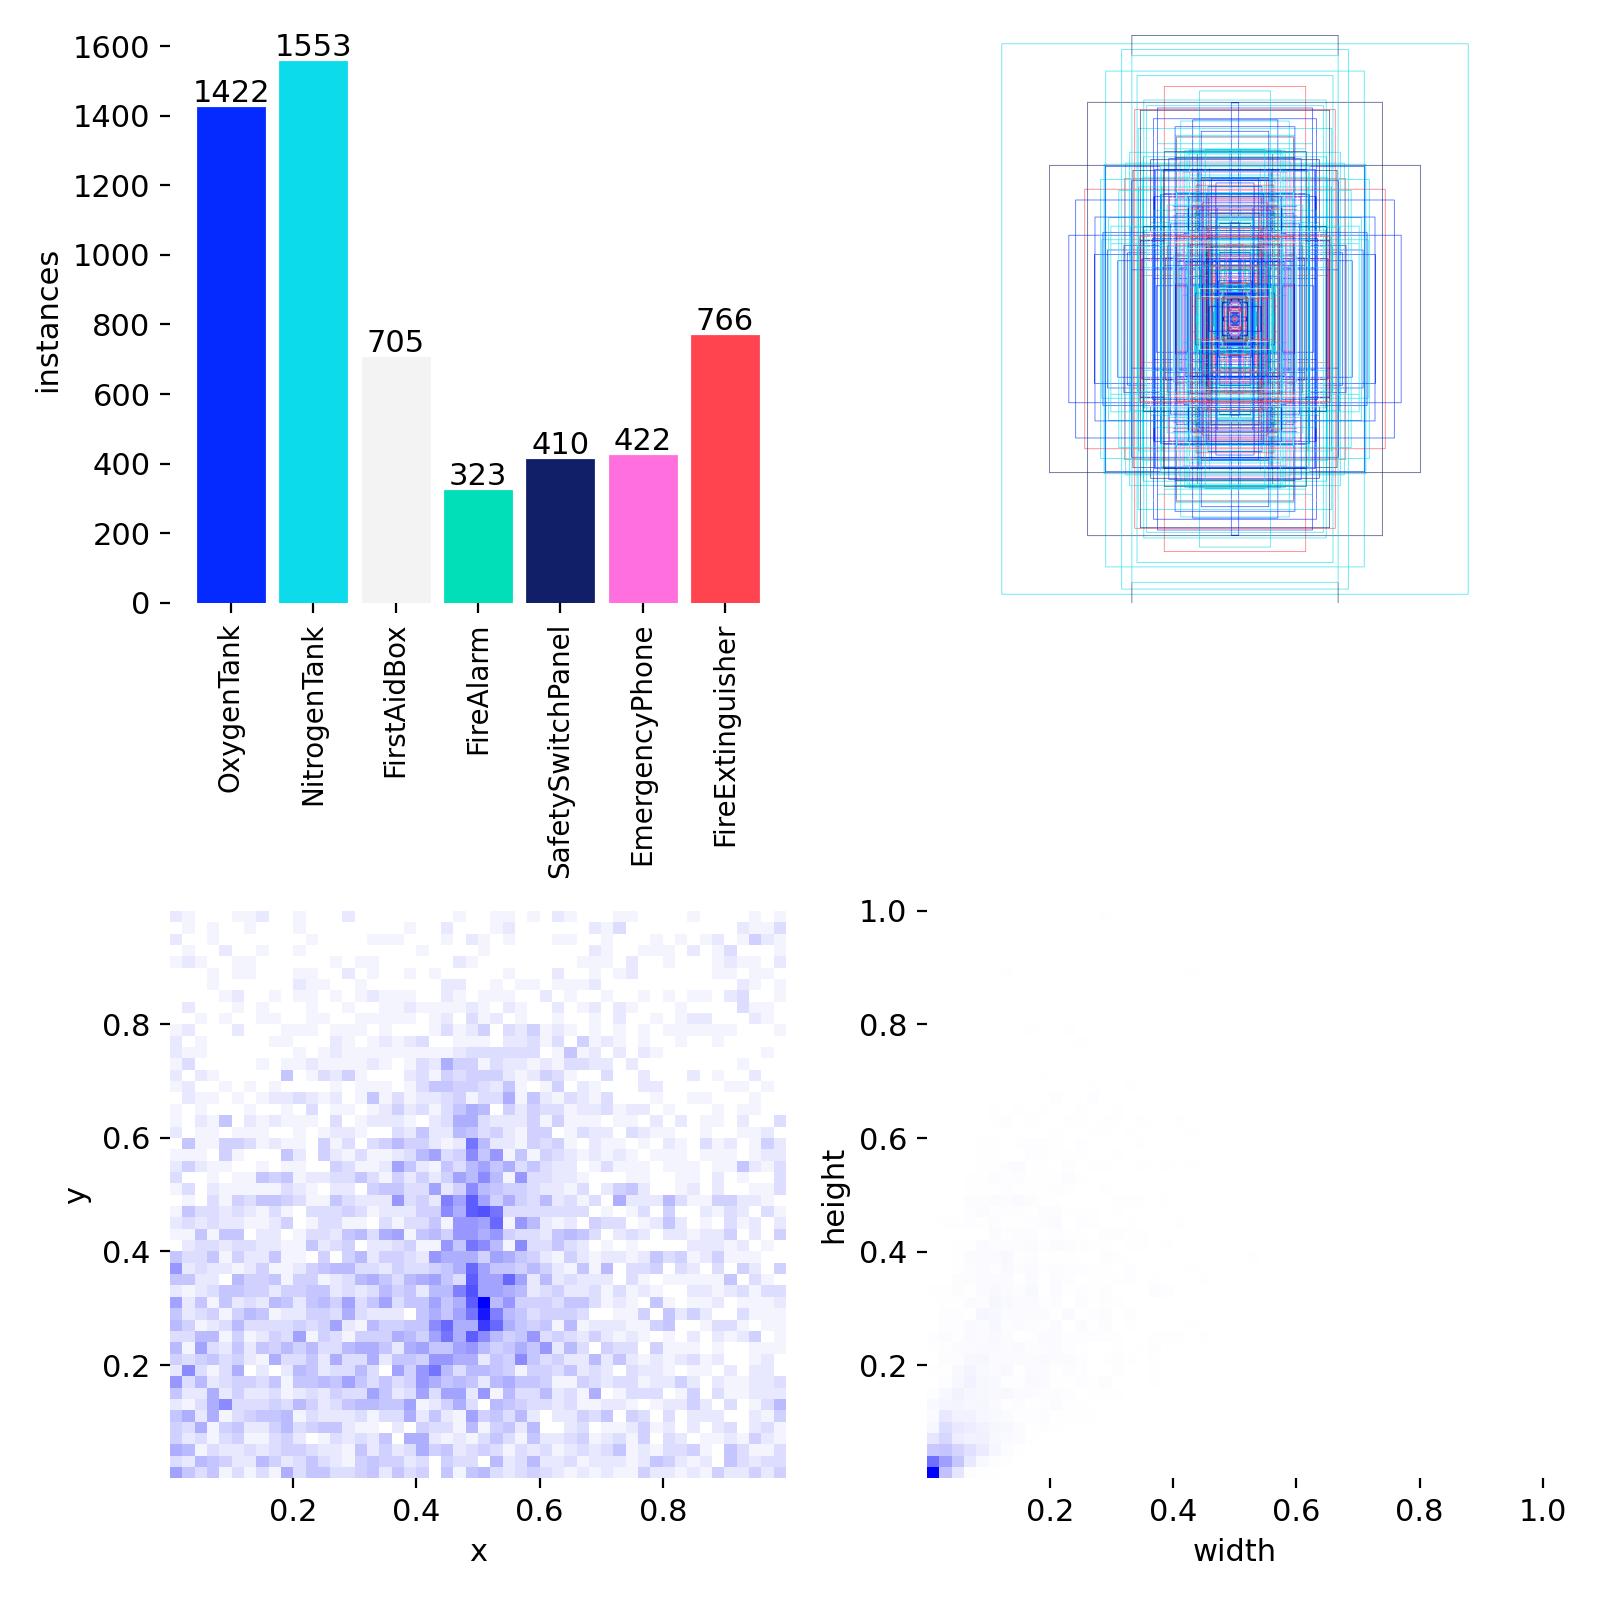 1600
1400
1200
1000
800
600
400
200
0
instances
1422
1553
705
323
410
422
766
OxygenTank
NitrogenTank
FirstAidBox
FireAlarm
SafetySwitchPanel
EmergencyPhone
FireExtinguisher
0.8
0.6
0.4
0.2
y
0.2
0.4
0.6
0.8
x
1.0
0.8
0.6
0.4
0.2
height
0.2
0.4
0.6
0.8
1.0
width